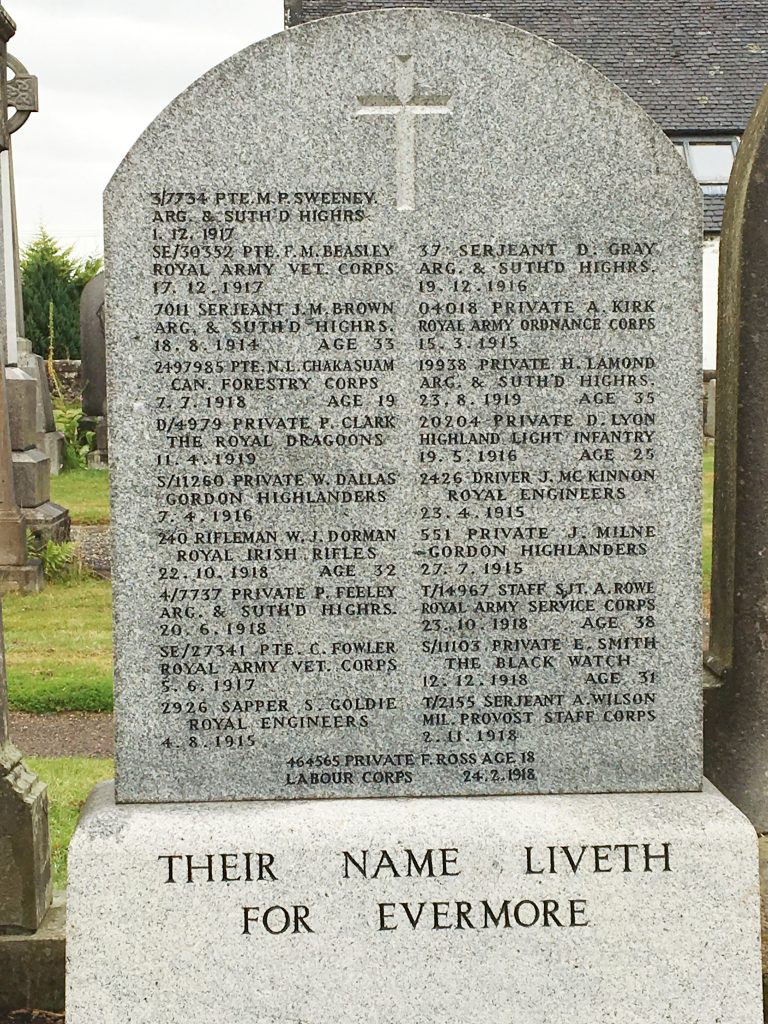 3/7734 PTE. M. P. SWEENEY.
ARG. & SUTH'D HIGHRS.
1. 12. 1917
SE/30352 PTE. F. M. BEASLEY
ROYAL ARMY VET. CORPS
17. 12. 1917
7011 SERJEANT J. M. BROWN
ARG. & SUTH'D HIGHRS.
18. 8. 1914 AGE 33
2497985 PTE. N. L. CHAKASUAM
CAN. FORESTRY CORPS
7. 7. 1918 AGE 19
D/4979 PRIVATE P. CLARK
THE ROYAL DRAGOONS
11. 4. 1919
S/11260 PRIVATE W. DALLAS
GORDON HIGHLANDERS
7. 4. 1916
240 RIFLEMAN W. J. DORMAN
ROYAL IRISH RIFLES
22. 10. 1918 AGE 32
4/7737 PRIVATE P. FEELEY
ARG. & SUTH'D HIGHRS.
20. 6. 1918
SE/27341 PTE. C. FOWLER
ROYAL ARMY VET. CORPS
5. 6. 1917
2926 SAPPER S. GOLDIE
ROYAL ENGINEERS
4. 8. 1915
37 SERJEANT D. GRAY
ARG. & SUTH'D HIGHRS.
19. 12. 1916
04018 PRIVATE A. KIRK
ROYAL ARMY ORDNANCE CORPS
15. 3. 1915
19938 PRIVATE H. LAMOND
ARG. & SUTH'D HIGHRS.
23. 8. 1919 AGE 35
20204 PRIVATE D. LYON
HIGHLAND LIGHT INFANTRY
19. 5. 1916 AGE 25
2426 DRIVER J. MC KINNON
ROYAL ENGINEERS
23. 4. 1915
551 PRIVATE J. MILNE
GORDON HIGHLANDERS
27. 7. 1915
T/14967 STAFF SJT. A. ROWE
ROYAL ARMY SERVICE CORPS
23. 10. 1918 AGE 38
S/11103 PRIVATE E. SMITH
THE BLACK WATCH
12. 12. 1918 AGE 31
T/2155 SERJEANT A. WILSON
MIL. PROVOST STAFF CORPS
2. 11. 1918
464565 PRIVATE F. ROSS AGE 18
LABOUR CORPS 24. 2. 1918
THEIR NAME LIVETH
FOR EVERMORE